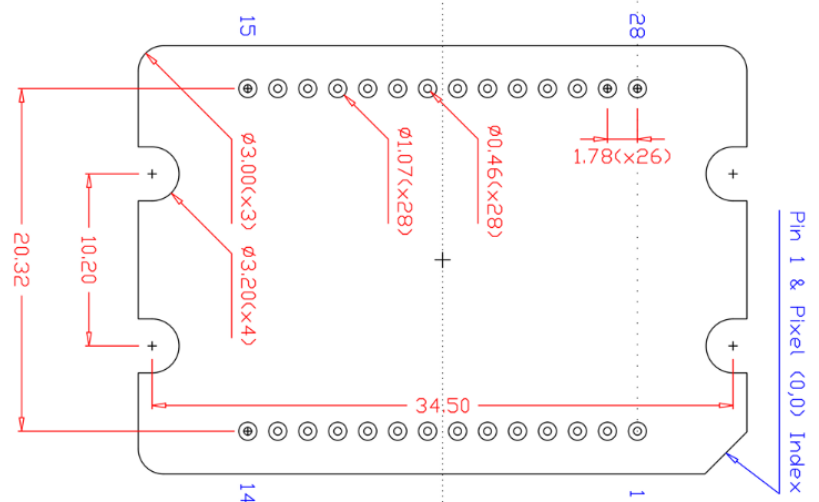 15
28
1.78(x26)
Ø0.46(x28)
Ø1.07(x28)
Ø3.00(x3)
Ø3.20(x4)
10.20
20.32
34.50
Pin 1 & Pixel (0,0) Index
14
1